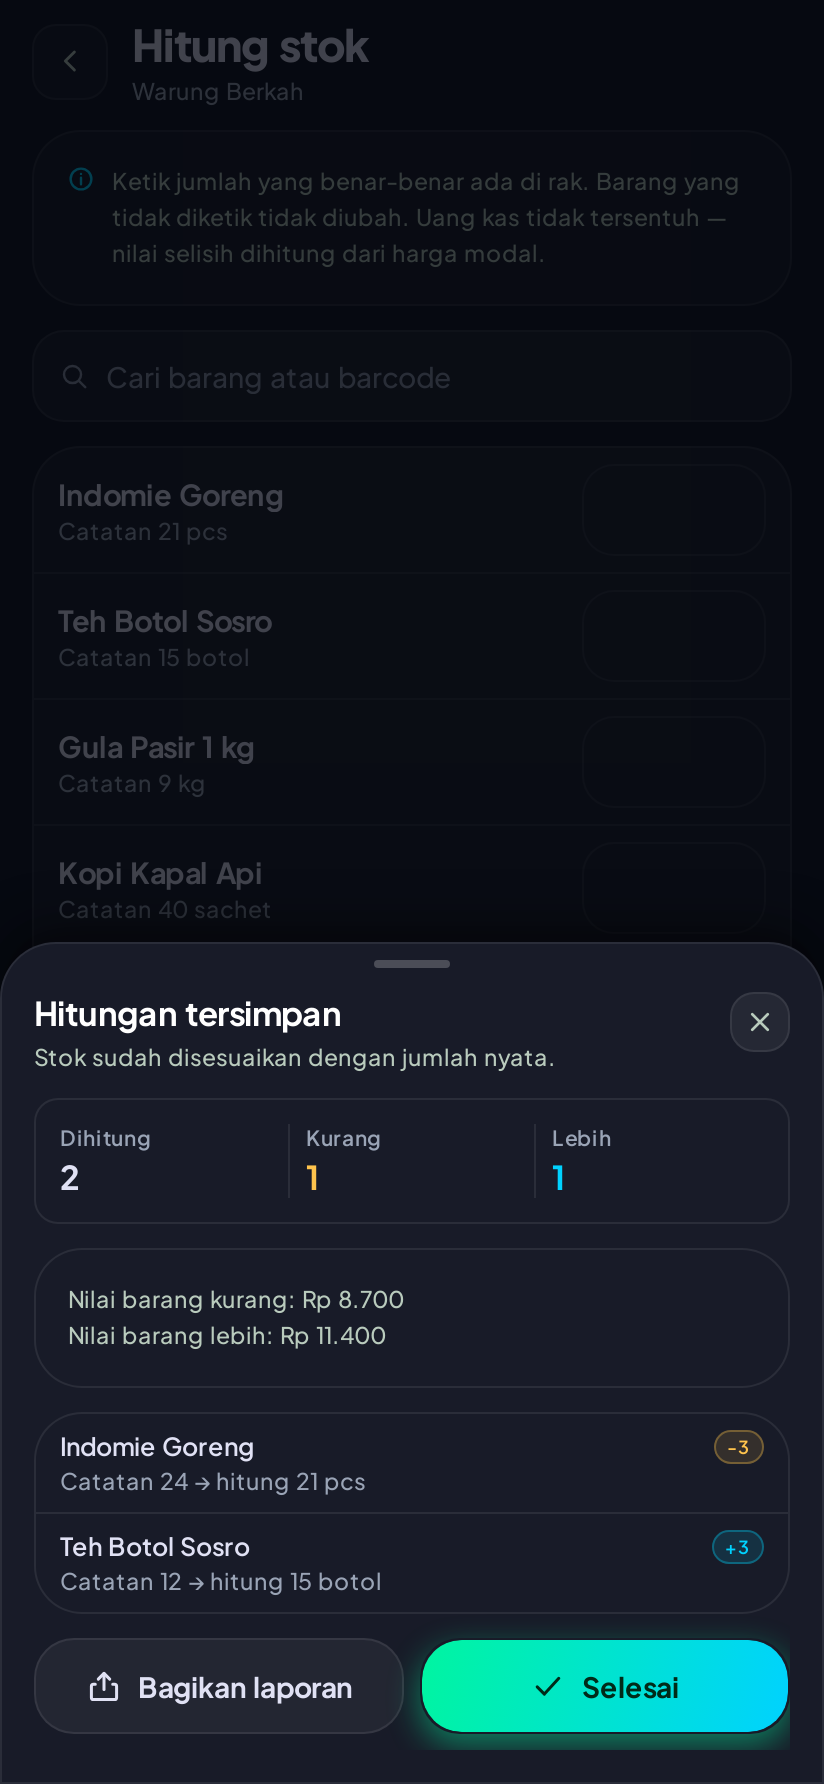 Hitung stok
Warung Berkah
Ketik jumlah yang benar-benar ada di rak. Barang yang
tidak diketik tidak diubah. Uang kas tidak tersentuh —
nilai selisih dihitung dari harga modal.
Cari barang atau barcode
Indomie Goreng
Catatan 21 pcs
Teh Botol Sosro
Catatan 15 botol
Gula Pasir 1 kg
Catatan 9 kg
Kopi Kapal Api
Catatan 40 sachet
Hitungan tersimpan
Stok sudah disesuaikan dengan jumlah nyata.
Dihitung Kurang Lebih
2 1 1
Nilai barang kurang: Rp 8.700
Nilai barang lebih: Rp 11.400
Indomie Goreng -3
Catatan 24 → hitung 21 pcs
Teh Botol Sosro +3
Catatan 12 → hitung 15 botol
Bagikan laporan Selesai